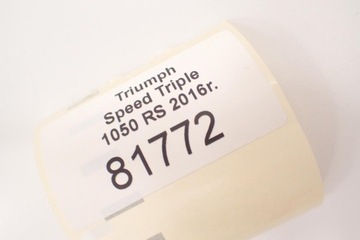 Triumph
Speed Triple
1050 RS 2016r.
81772